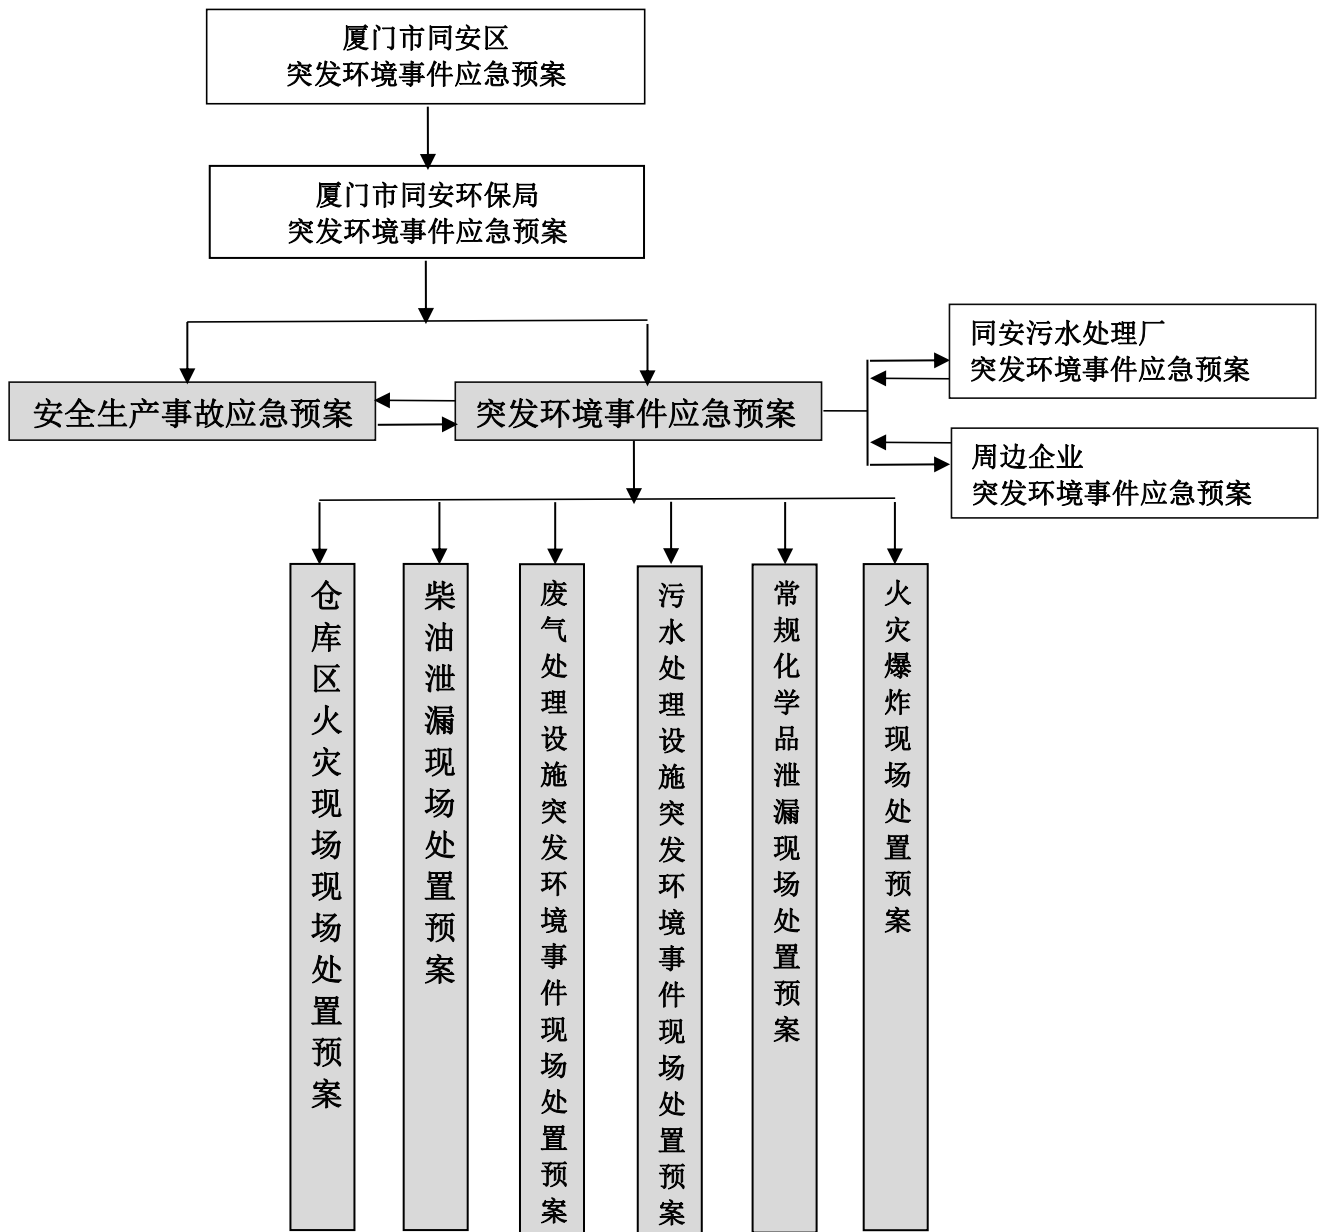 厦门市同安区
突发环境事件应急预案
厦门市同安环保局
突发环境事件应急预案
同安污水处理厂
突发环境事件应急预案
安全生产事故应急预案
突发环境事件应急预案
周边企业
突发环境事件应急预案
仓库区火灾现场现场处置预案
柴油泄漏现场处置预案
废气处理设施突发环境事件现场处置预案
污水处理设施突发环境事件现场处置预案
常规化学品泄漏现场处置预案
火灾爆炸现场处置预案